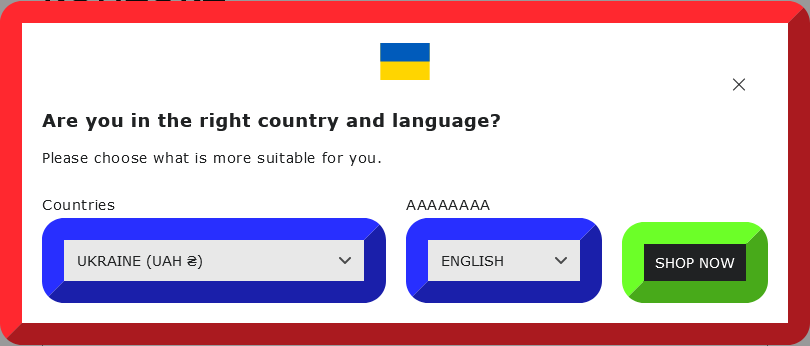 Are you in the right country and language?
Please choose what is more suitable for you.
Countries
AAAAAAAA
UKRAINE (UAH ₴)
ENGLISH
SHOP NOW